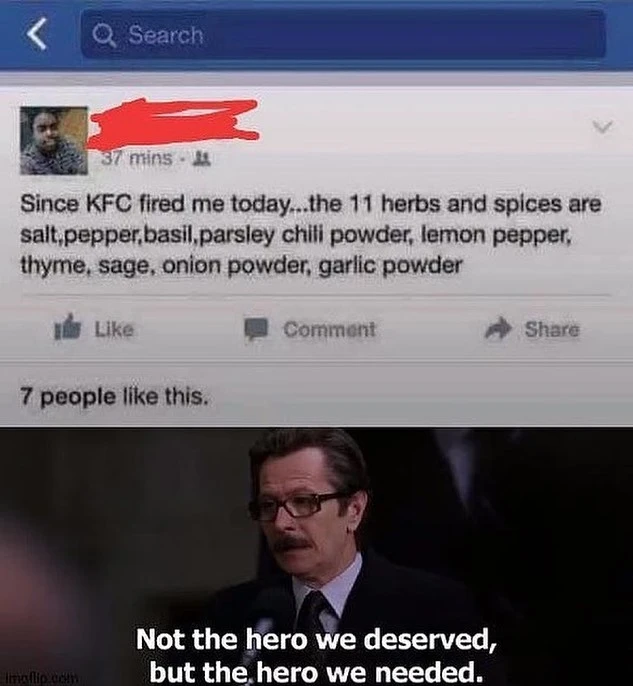 Search
37 mins -
Since KFC fired me today...the 11 herbs and spices are
salt,pepper,basil,parsley chili powder, lemon pepper,
thyme, sage, onion powder, garlic powder
Like
Comment
Share
7 people like this.
Not the hero we deserved,
but the hero we needed.
imgflip.com